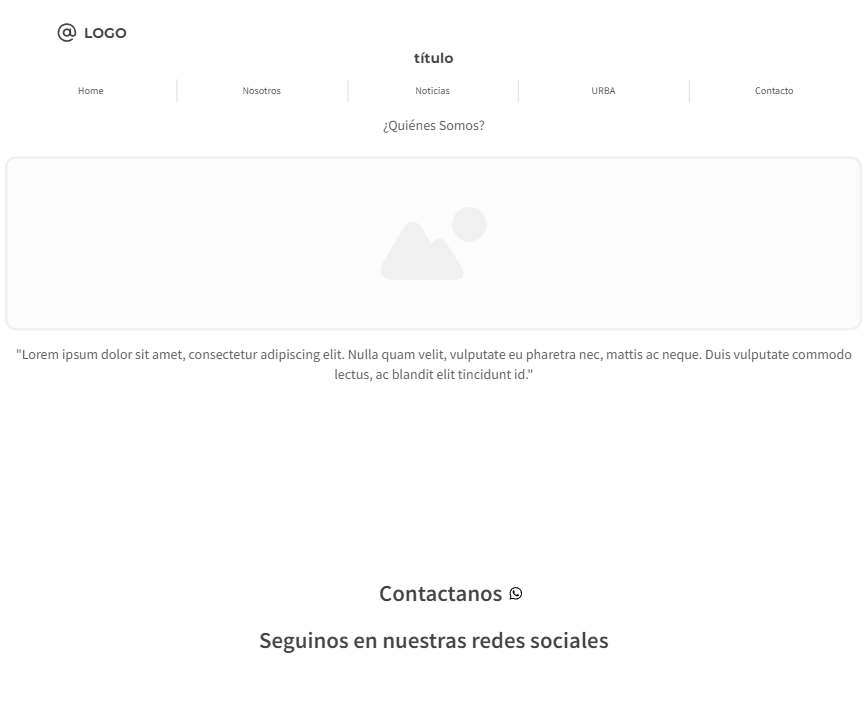 @ LOGO
título
Home
Nosotros
Noticias
URBA
Contacto
¿Quiénes Somos?
"Lorem ipsum dolor sit amet, consectetur adipiscing elit. Nulla quam velit, vulputate eu pharetra nec, mattis ac neque. Duis vulputate commodo
lectus, ac blandit elit tincidunt id."
Contactanos
Seguinos en nuestras redes sociales